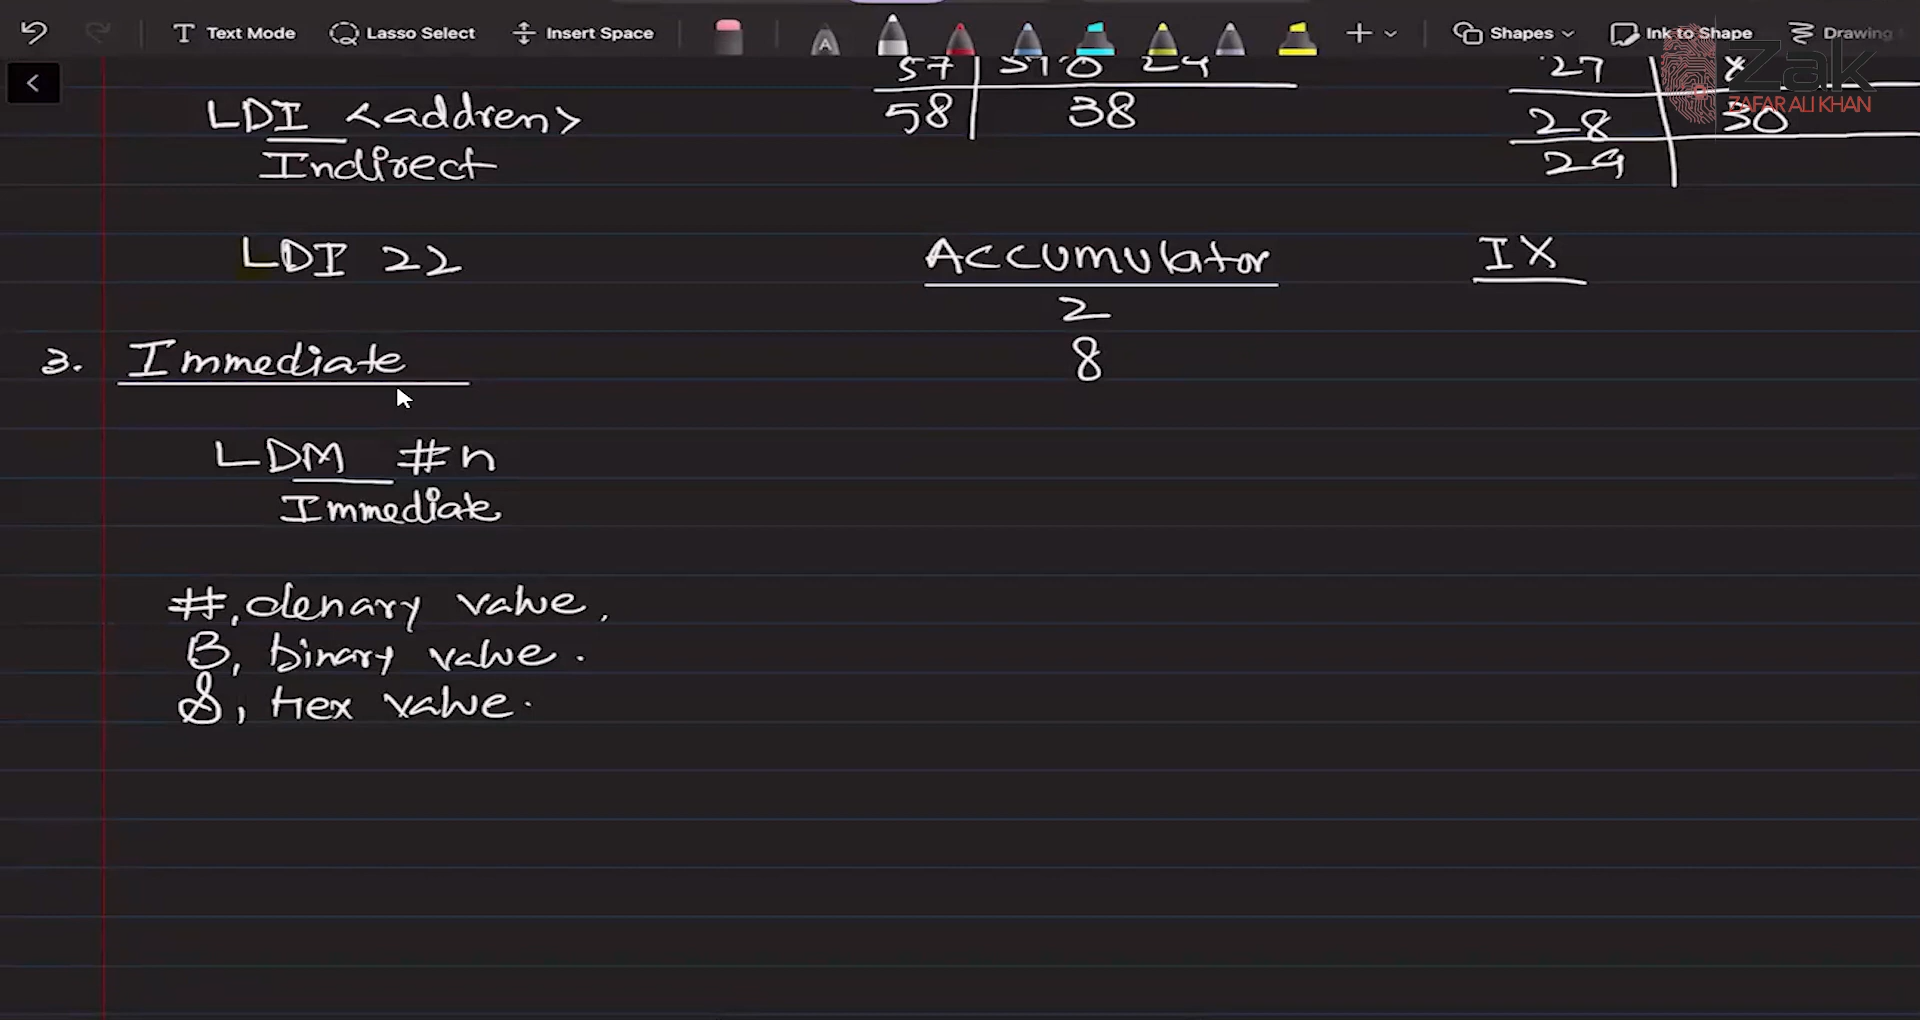 Text Mode Lasso Select Insert Space Shapes Ink to Shape Drawing
Zak
ZAFAR ALI KHAN
LDI <addren>
Indirect
57
58 38
27 x
28 30
29
LDI 22
Accumulator
2
8
IX
3. Immediate
LDM #n
Immediate
#, denary value.
B, binary value.
&, Hex value.